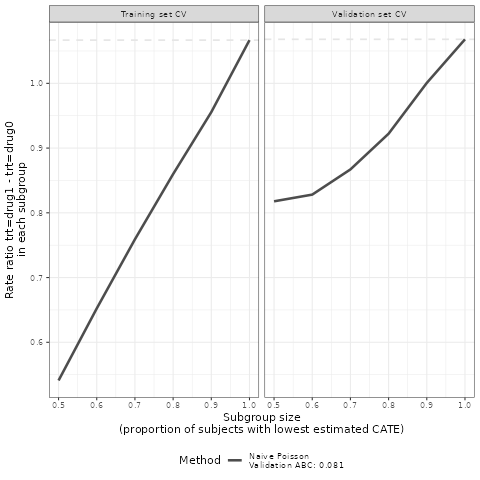 Training set CV
Validation set CV
Rate ratio trt=drug1 - trt=drug0
in each subgroup
1.0
0.9
0.8
0.7
0.6
0.5 0.6 0.7 0.8 0.9 1.0
0.5 0.6 0.7 0.8 0.9 1.0
Subgroup size
(proportion of subjects with lowest estimated CATE)
Method
Naive Poisson
Validation ABC: 0.081